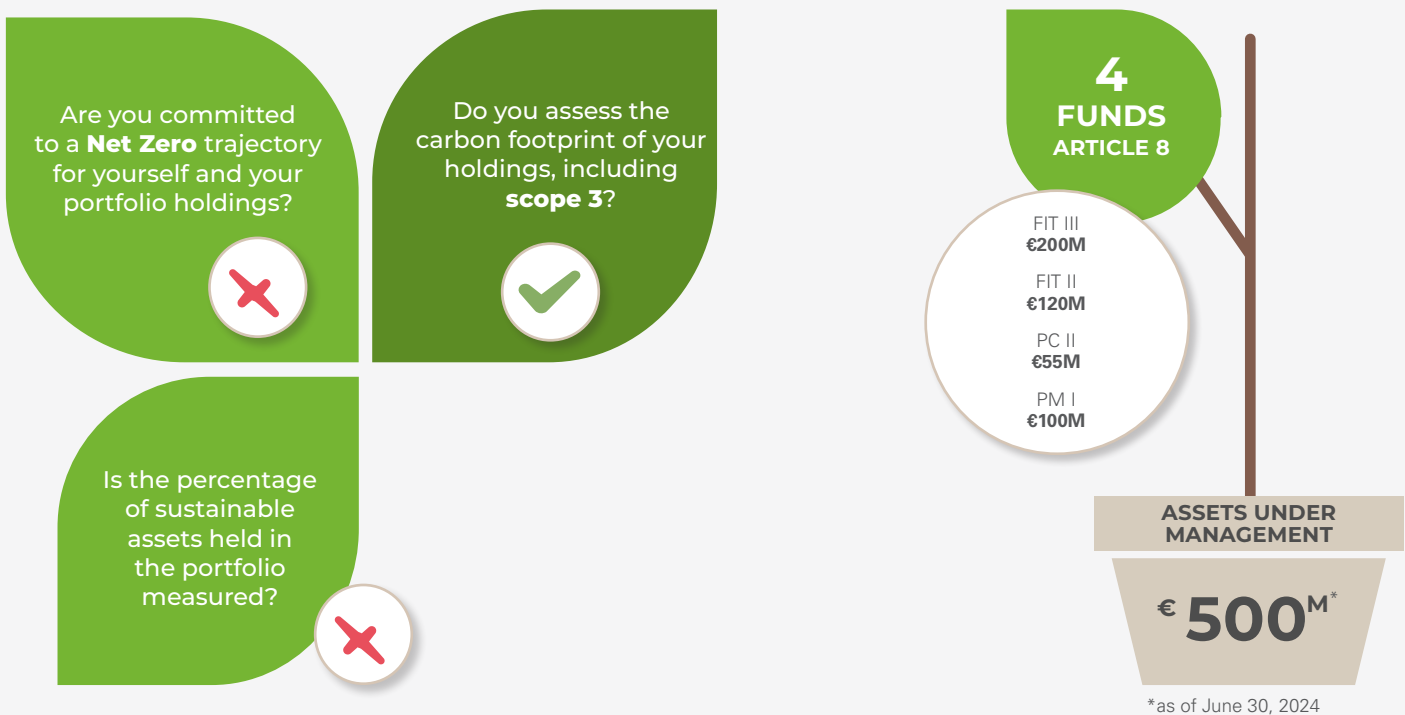 Are you committed
to a Net Zero trajectory
for yourself and your
portfolio holdings?
Do you assess the
carbon footprint of your
holdings, including
scope 3?
Is the percentage
of sustainable
assets held in
the portfolio
measured?
4
FUNDS
ARTICLE 8
FIT III
€200M
FIT II
€120M
PC II
€55M
PM I
€100M
ASSETS UNDER
MANAGEMENT
€ 500M*
*as of June 30, 2024